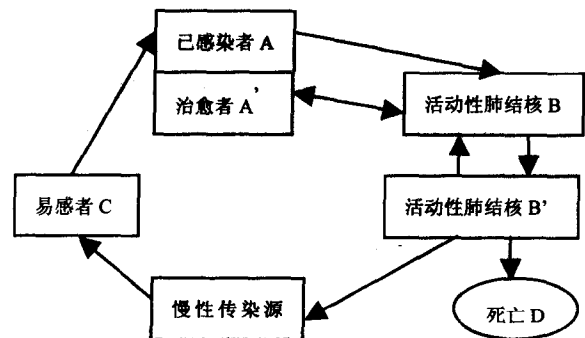 已感染者 A
治愈者 A'
活动性肺结核 B
易感者 C
活动性肺结核 B'
慢性传染源
死亡 D